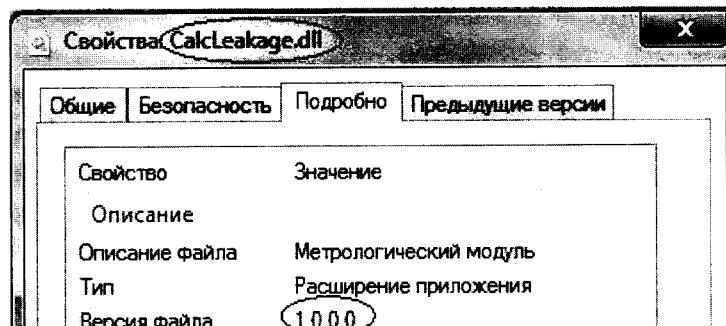 Свойства: CalcLeakage.dll
Общие Безопасность Подробно Предыдущие версии
Свойство Значение
Описание
Описание файла Метрологический модуль
Тип Расширение приложения
Версия файла 1.0.0.0